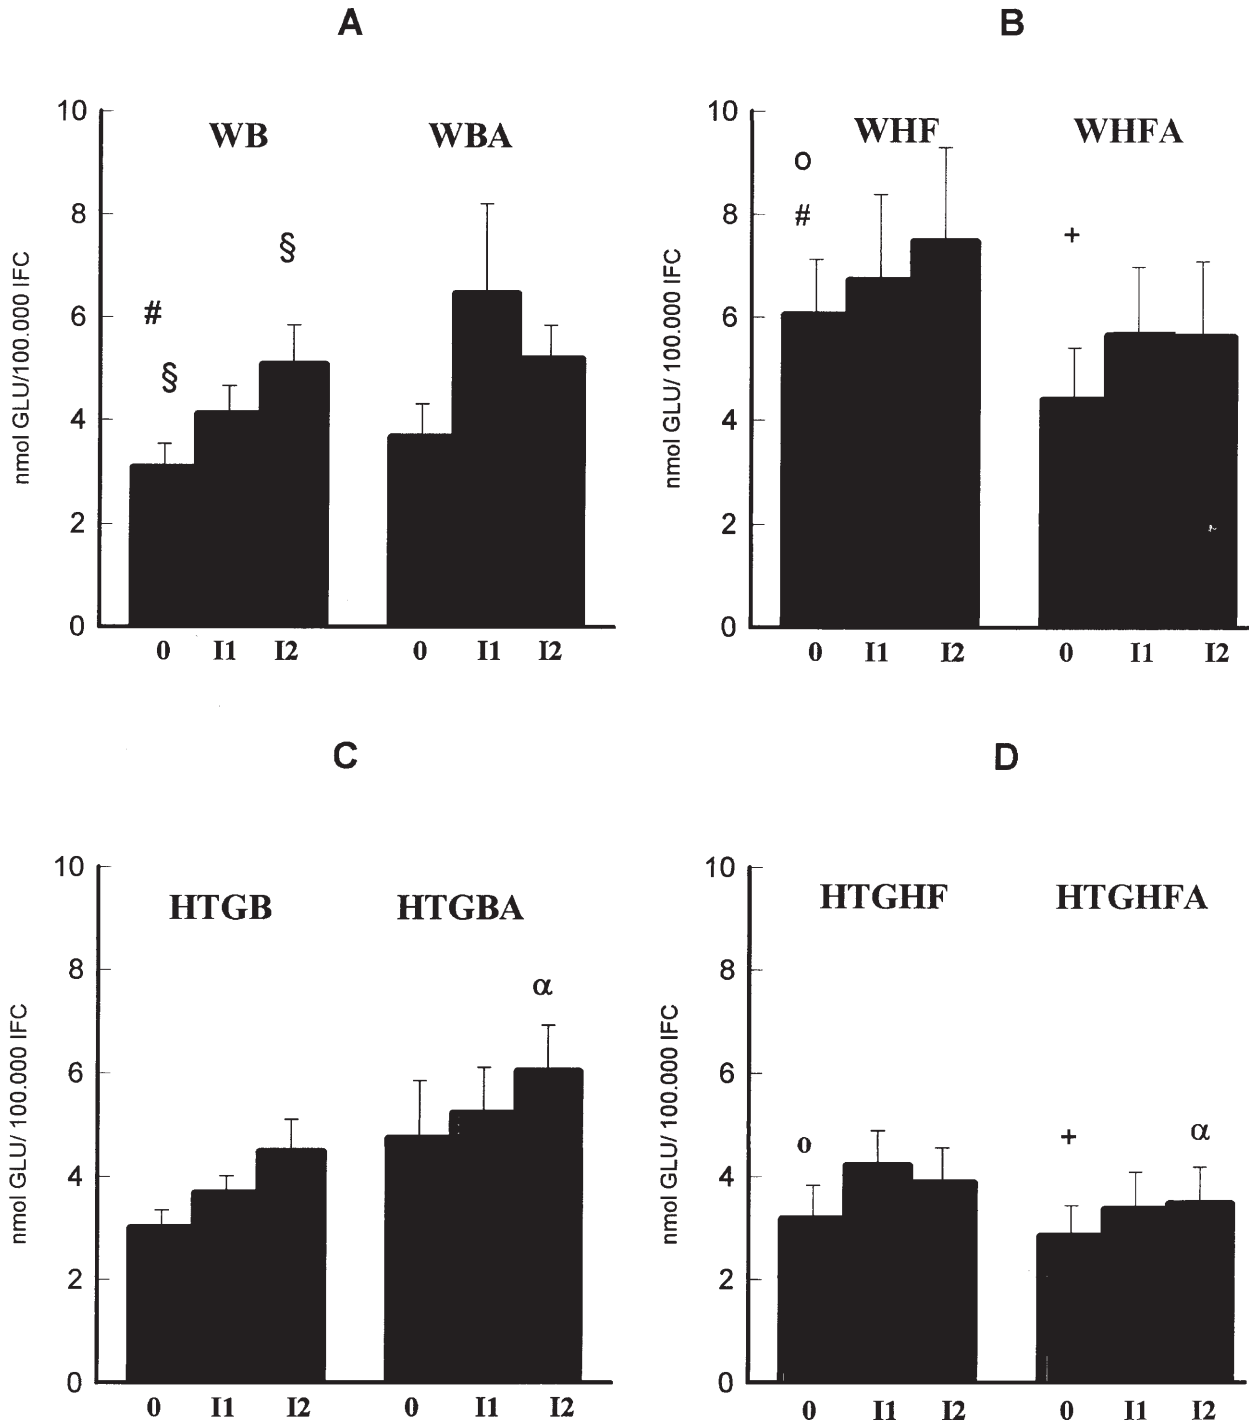 A
10
8
6
4
2
0
nmol GLU/100.000 IFC
WB
WBA
#
§
§
0 I1 I2 0 I1 I2
B
10
8
6
4
2
0
nmol GLU/ 100.000 IFC
WHF
WHFA
o
#
+
0 I1 I2 0 I1 I2
C
10
8
6
4
2
0
nmol GLU/ 100.000 IFC
HTGB
HTGBA
α
0 I1 I2 0 I1 I2
D
10
8
6
4
2
0
nmol GLU/ 100.000 IFC
HTGHF
HTGHFA
o
+
α
0 I1 I2 0 I1 I2